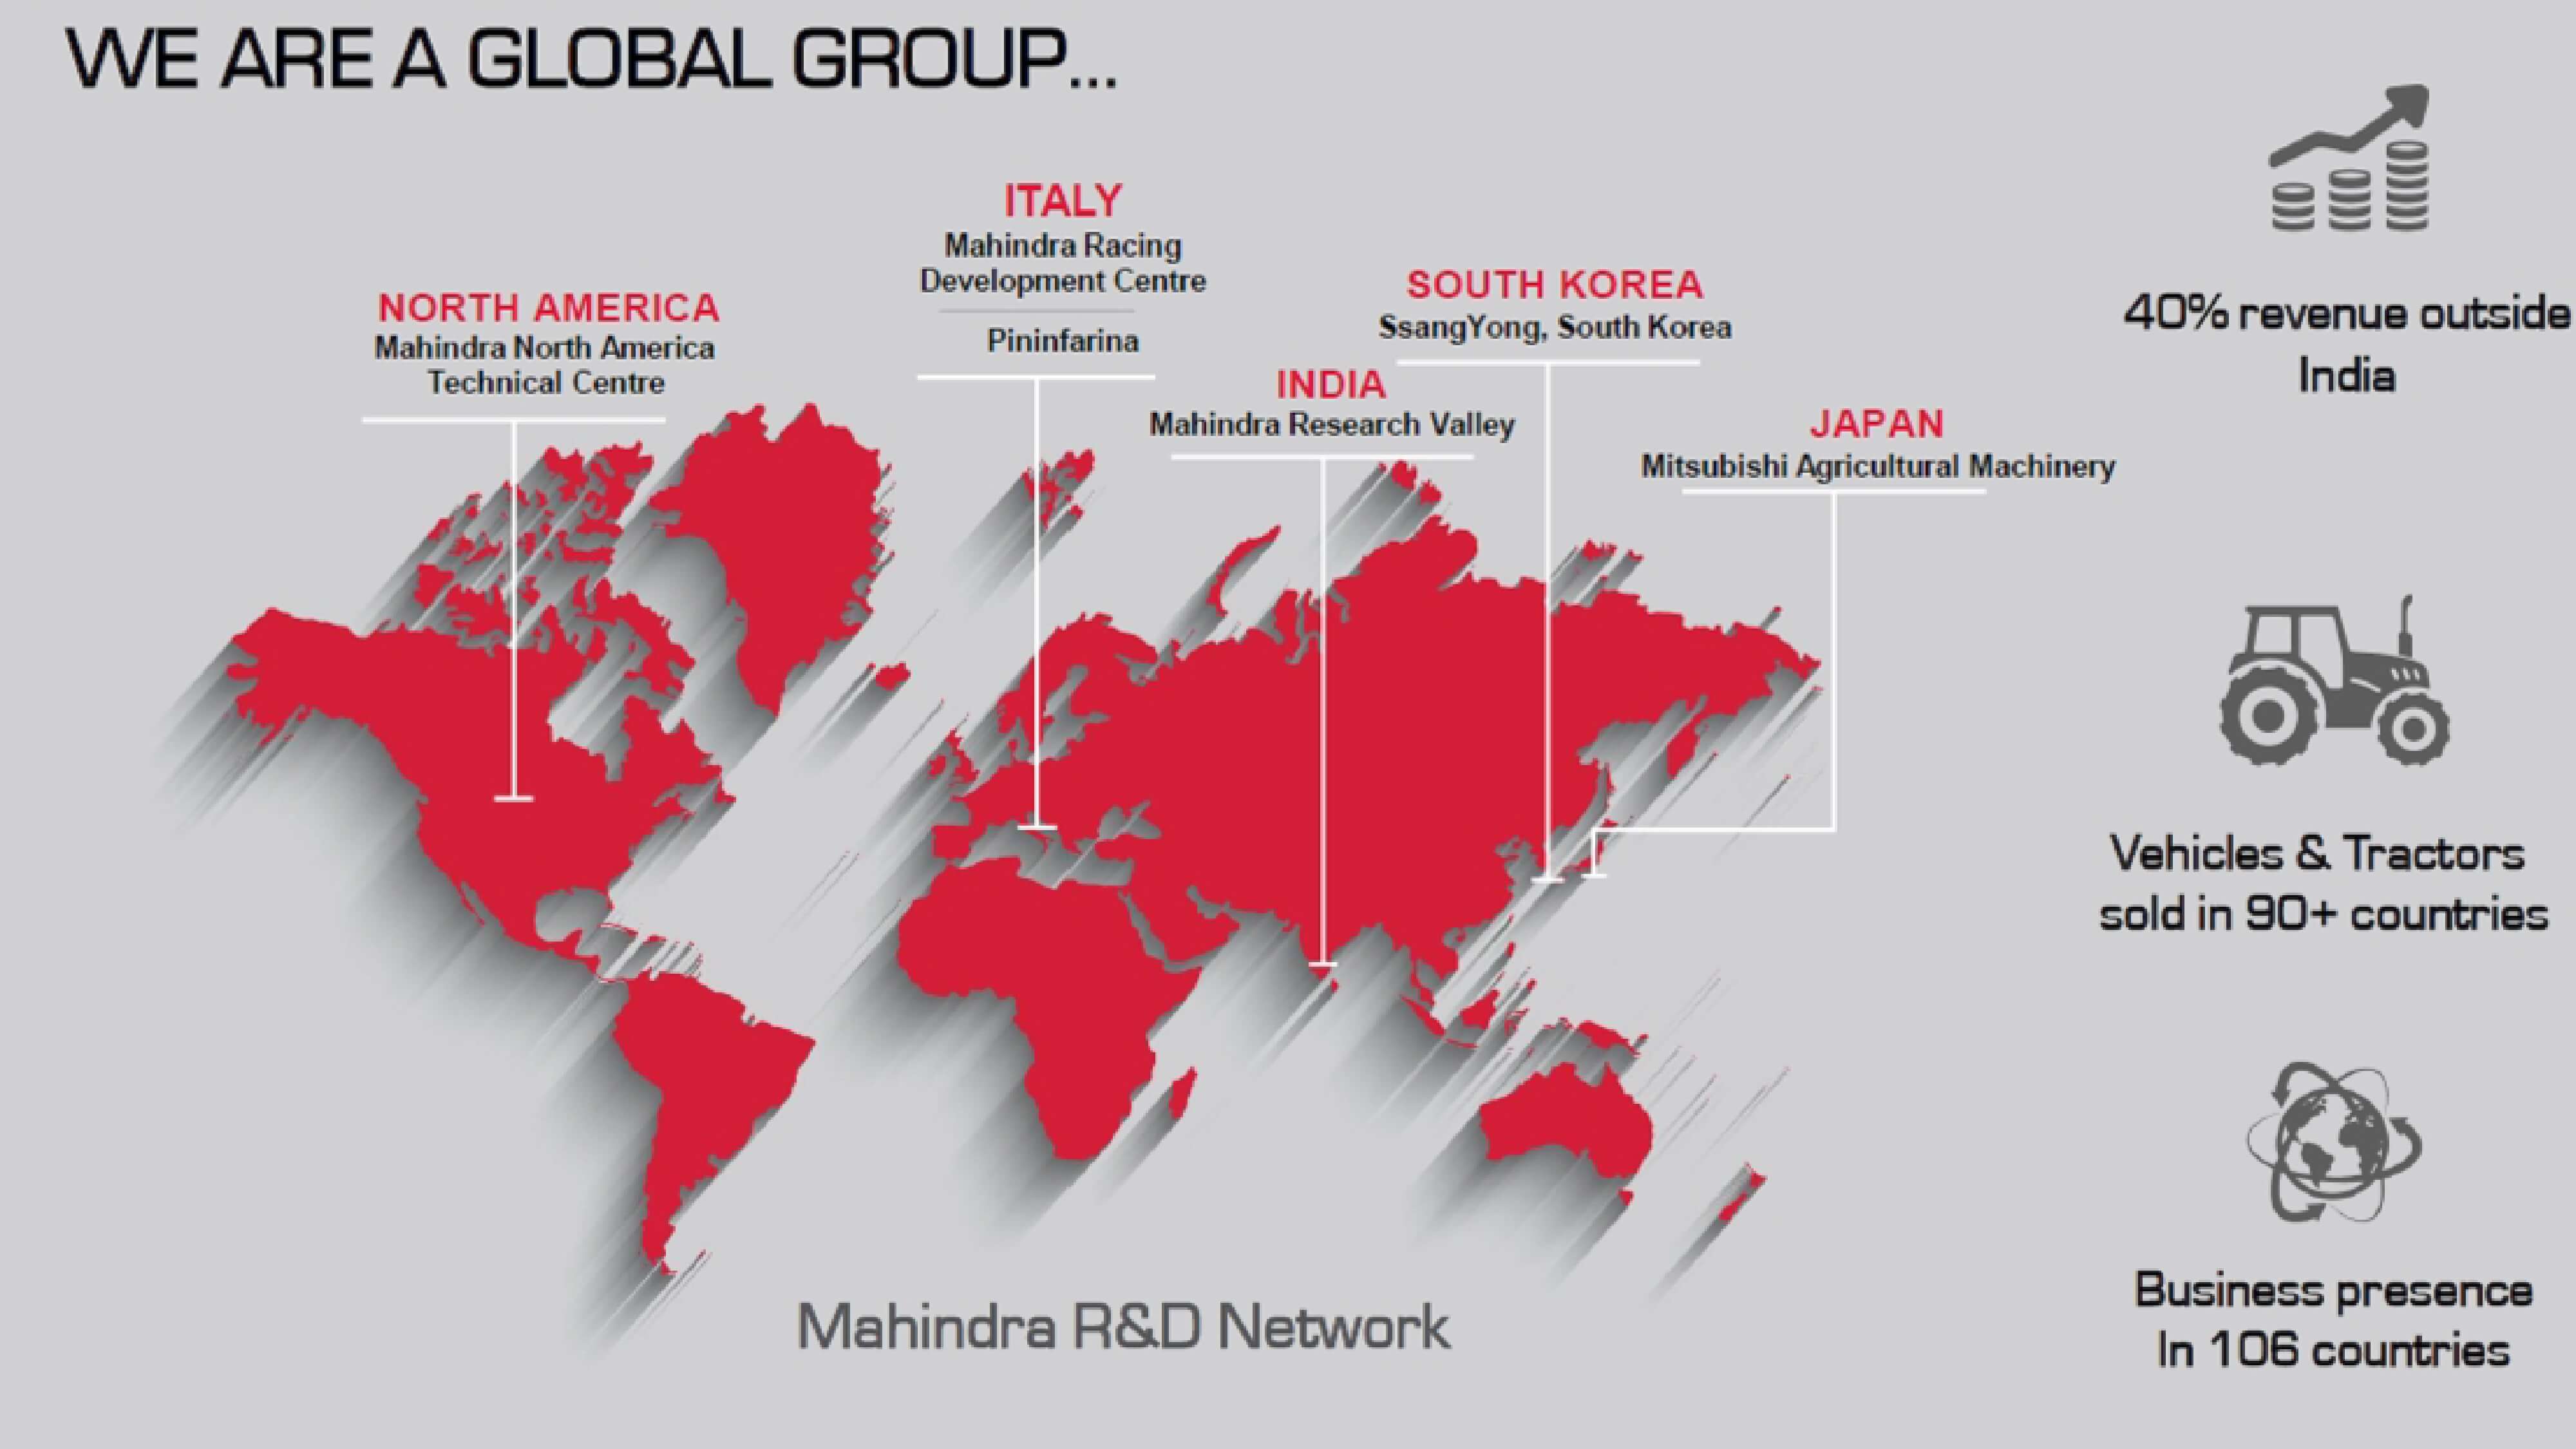 WE ARE A GLOBAL GROUP...
NORTH AMERICA
Mahindra North America
Technical Centre
ITALY
Mahindra Racing
Development Centre
Pininfarina
INDIA
Mahindra Research Valley
SOUTH KOREA
SsangYong, South Korea
JAPAN
Mitsubishi Agricultural Machinery
Mahindra R&D Network
40% revenue outside
India
Vehicles & Tractors
sold in 90+ countries
Business presence
In 106 countries